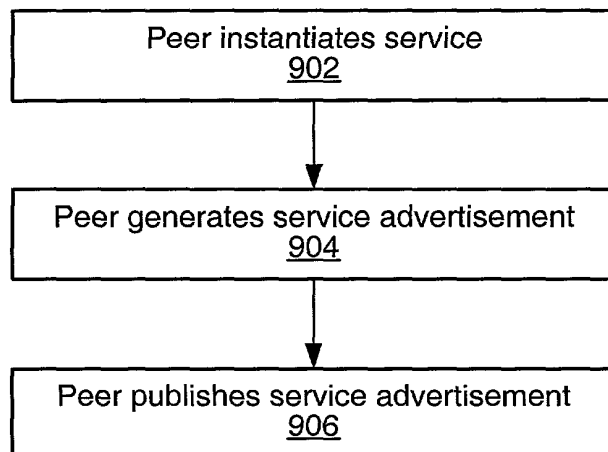 Peer instantiates service
902
Peer generates service advertisement
904
Peer publishes service advertisement
906